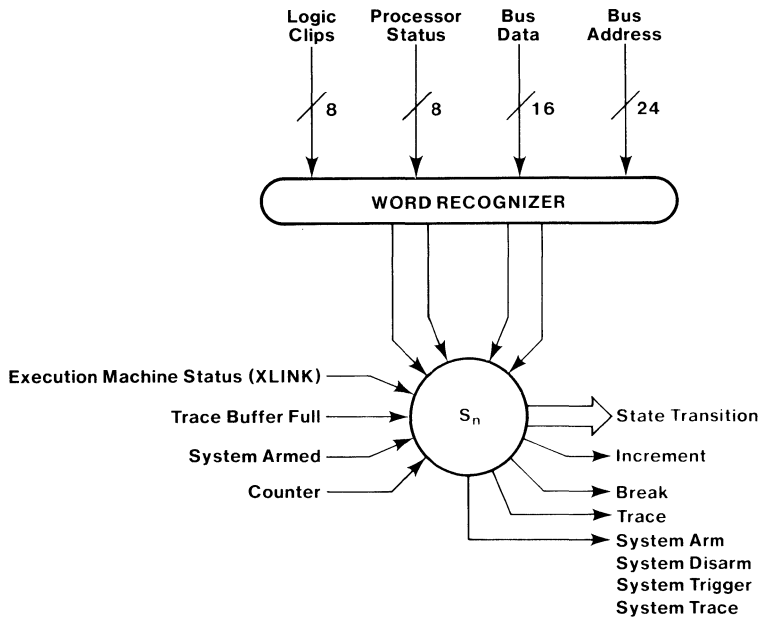 Logic Clips
Processor Status
Bus Data
Bus Address
8
8
16
24
WORD RECOGNIZER
Execution Machine Status (XLINK)
Trace Buffer Full
System Armed
Counter
Sn
State Transition
Increment
Break
Trace
System Arm
System Disarm
System Trigger
System Trace